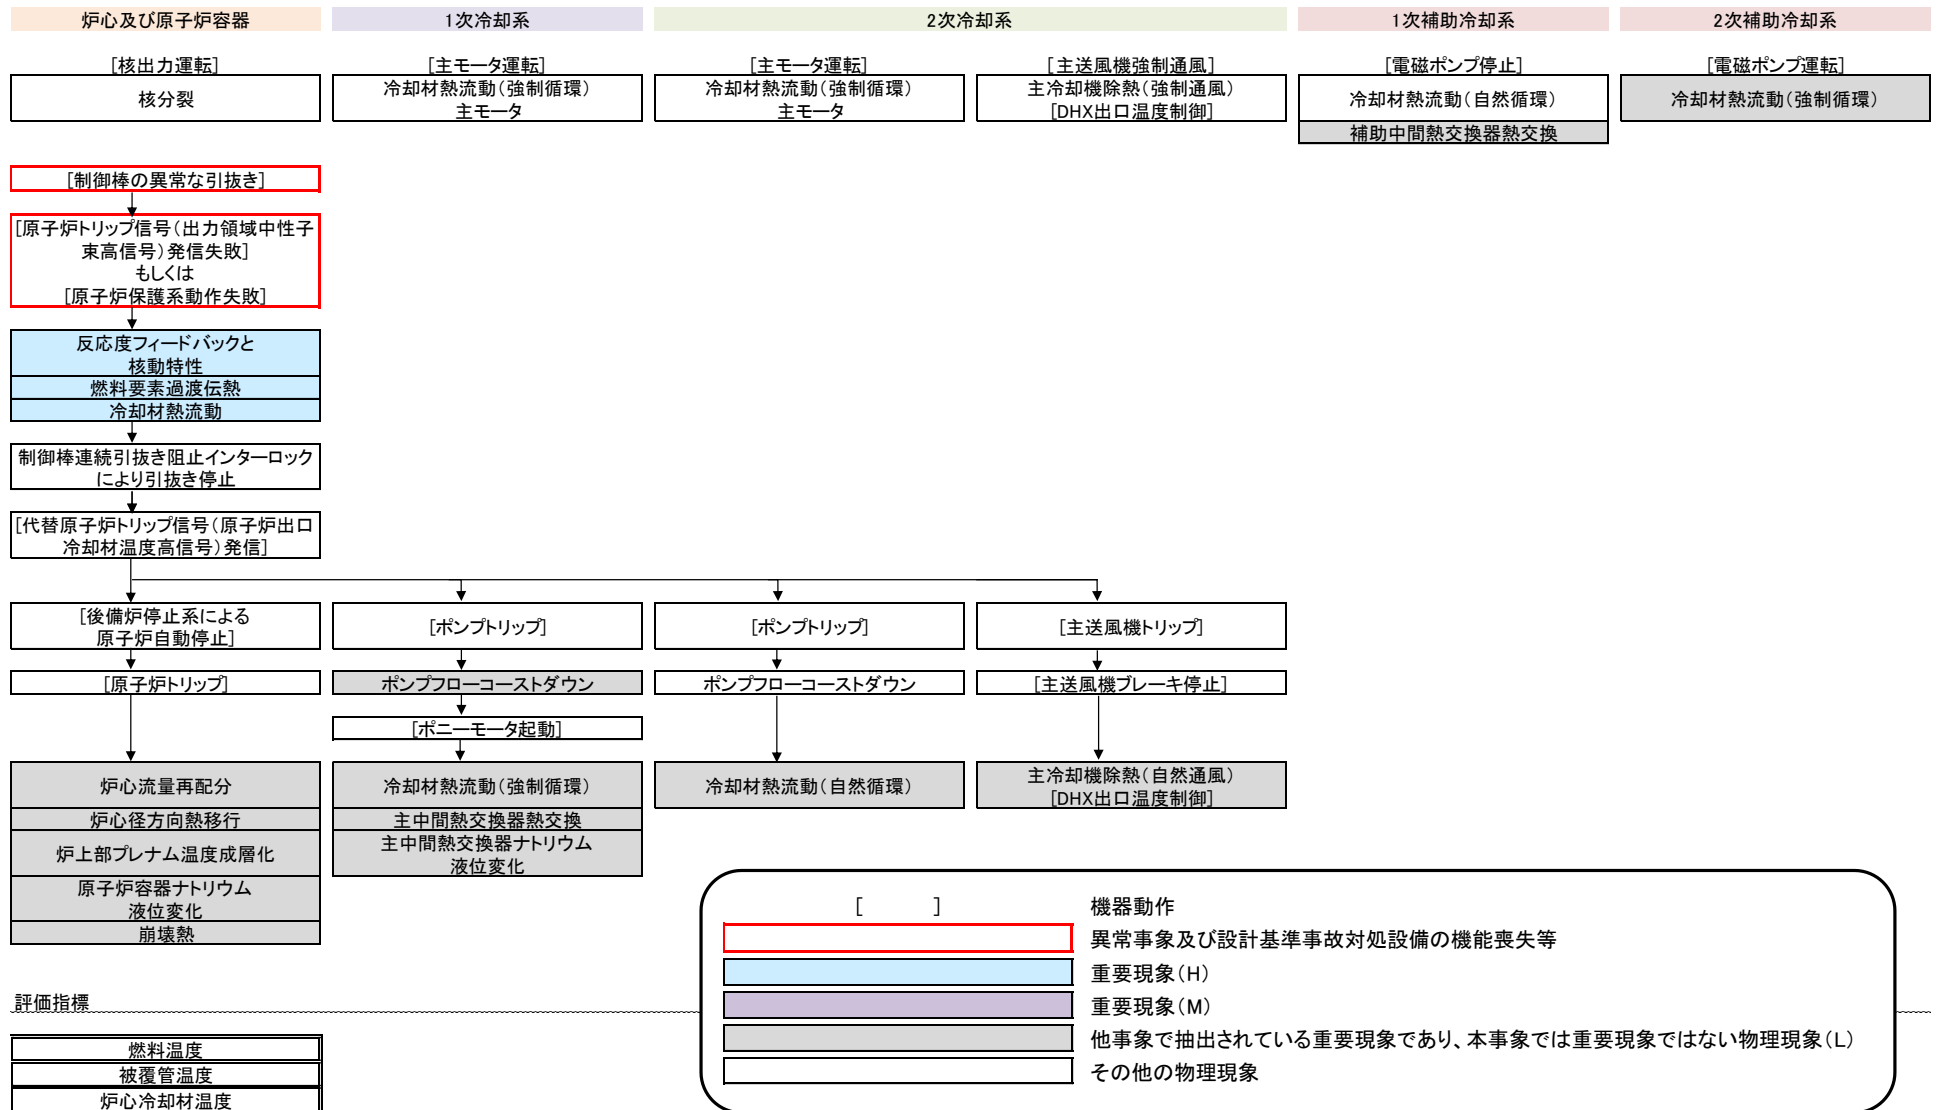 炉心及び原子炉容器
1次冷却系
2次冷却系
1次補助冷却系
2次補助冷却系
[核出力運転]
[主モータ運転]
[主モータ運転]
[主送風機強制通風]
[電磁ポンプ停止]
[電磁ポンプ運転]
核分裂
冷却材熱流動(強制循環)
主モータ
冷却材熱流動(強制循環)
主モータ
主冷却機除熱(強制通風)
[DHX出口温度制御]
冷却材熱流動(自然循環)
補助中間熱交換器熱交換
冷却材熱流動(強制循環)
[制御棒の異常な引抜き]
[原子炉トリップ信号(出力領域中性子
束高信号)発信失敗]
もしくは
[原子炉保護系動作失敗]
反応度フィードバックと
核動特性
燃料要素過渡伝熱
冷却材熱流動
制御棒連続引抜き阻止インターロック
により引抜き停止
[代替原子炉トリップ信号(原子炉出口
冷却材温度高信号)発信]
[後備炉停止系による
原子炉自動停止]
[ポンプトリップ]
[ポンプトリップ]
[主送風機トリップ]
[原子炉トリップ]
ポンプフローコーストダウン
ポンプフローコーストダウン
[主送風機ブレーキ停止]
[ポニーモータ起動]
炉心流量再配分
炉心径方向熱移行
炉上部プレナム温度成層化
原子炉容器ナトリウム
液位変化
崩壊熱
冷却材熱流動(強制循環)
主中間熱交換器熱交換
主中間熱交換器ナトリウム
液位変化
冷却材熱流動(自然循環)
主冷却機除熱(自然通風)
[DHX出口温度制御]
[ ] 機器動作
異常事象及び設計基準事故対処設備の機能喪失等
重要現象(H)
重要現象(M)
他事象で抽出されている重要現象であり、本事象では重要現象ではない物理現象(L)
その他の物理現象
評価指標
燃料温度
被覆管温度
炉心冷却材温度